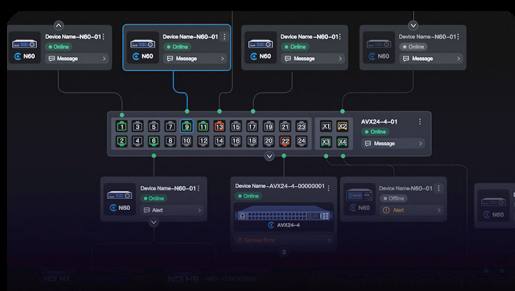 Device Name-N60-01
Online
N60
Message
Device Name-N60-01
Online
N60
Message
Device Name-N60-01
Online
N60
Message
Device Name-N60-01
Online
N60
Message
1 3 5 7 9 11 13 15 17 19 21 23 X1 X2
2 4 6 8 10 12 14 16 18 20 22 24 X3 X4
AVX24-4-01
Online
Message
Device Name-N60-01
Online
N60
Alert
Device Name-AVX24-4-00000001
Online
AVX24-4
Service Error
Device Name-N60-01
Offline
N60
Alert
N60